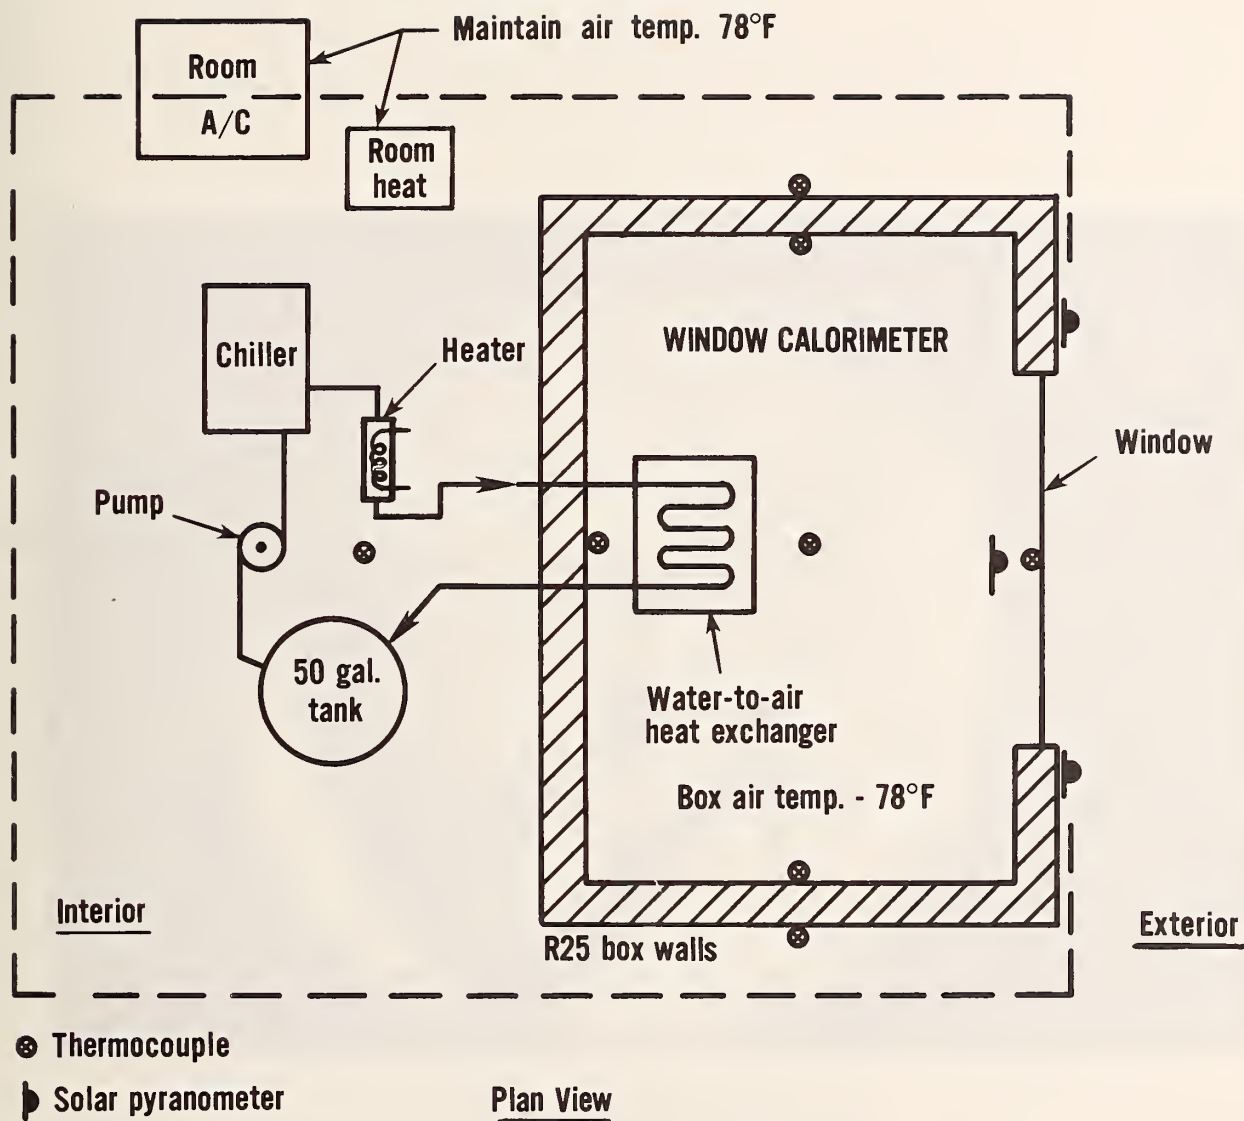 Maintain air temp. 78°F
Room
A/C
Room
heat
Chiller
Heater
WINDOW CALORIMETER
Window
Pump
50 gal.
tank
Water-to-air
heat exchanger
Box air temp. - 78°F
Interior
Exterior
R25 box walls
Thermocouple
Solar pyranometer
Plan View